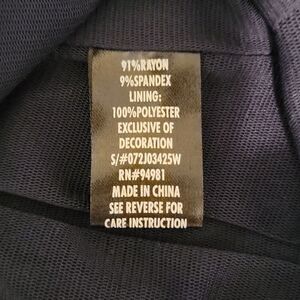 91%RAYON
9%SPANDEX
LINING:
100%POLYESTER
EXCLUSIVE OF
DECORATION
S/#072J03425W
RN#94981
MADE IN CHINA
SEE REVERSE FOR
CARE INSTRUCTION